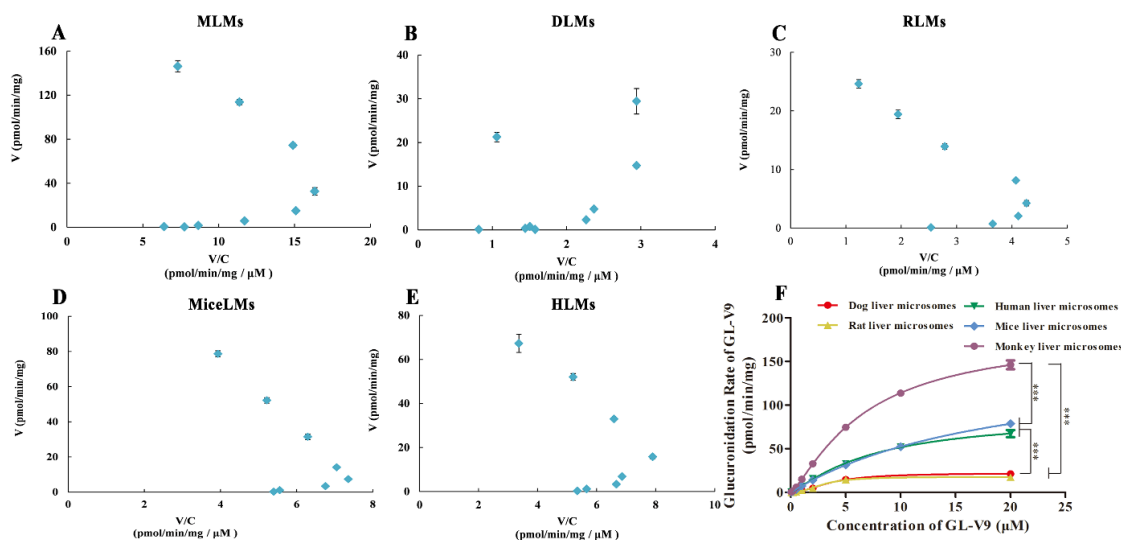 A
MLMs
160
120
80
40
0
V (pmol/min/mg)
0 5 10 15 20
V/C
(pmol/min/mg / μM )
B
DLMs
40
30
20
10
0
V (pmol/min/mg)
0 1 2 3 4
V/C
(pmol/min/mg / μM )
C
RLMs
30
20
10
0
V (pmol/min/mg)
0 1 2 3 4 5
V/C
(pmol/min/mg / μM )
D
MiceLMs
100
80
60
40
20
0
V (pmol/min/mg)
0 2 4 6 8
V/C
(pmol/min/mg / μM )
E
HLMs
80
60
40
20
0
V (pmol/min/mg)
0 2 4 6 8 10
V/C
(pmol/min/mg / μM )
F
Dog liver microsomes
Rat liver microsomes
Human liver microsomes
Mice liver microsomes
Monkey liver microsomes
200
150
100
50
0
Glucuronidation Rate of GL-V9
(pmol/min/mg)
***
***
***
0 5 10 15 20 25
Concentration of GL-V9 (μM)